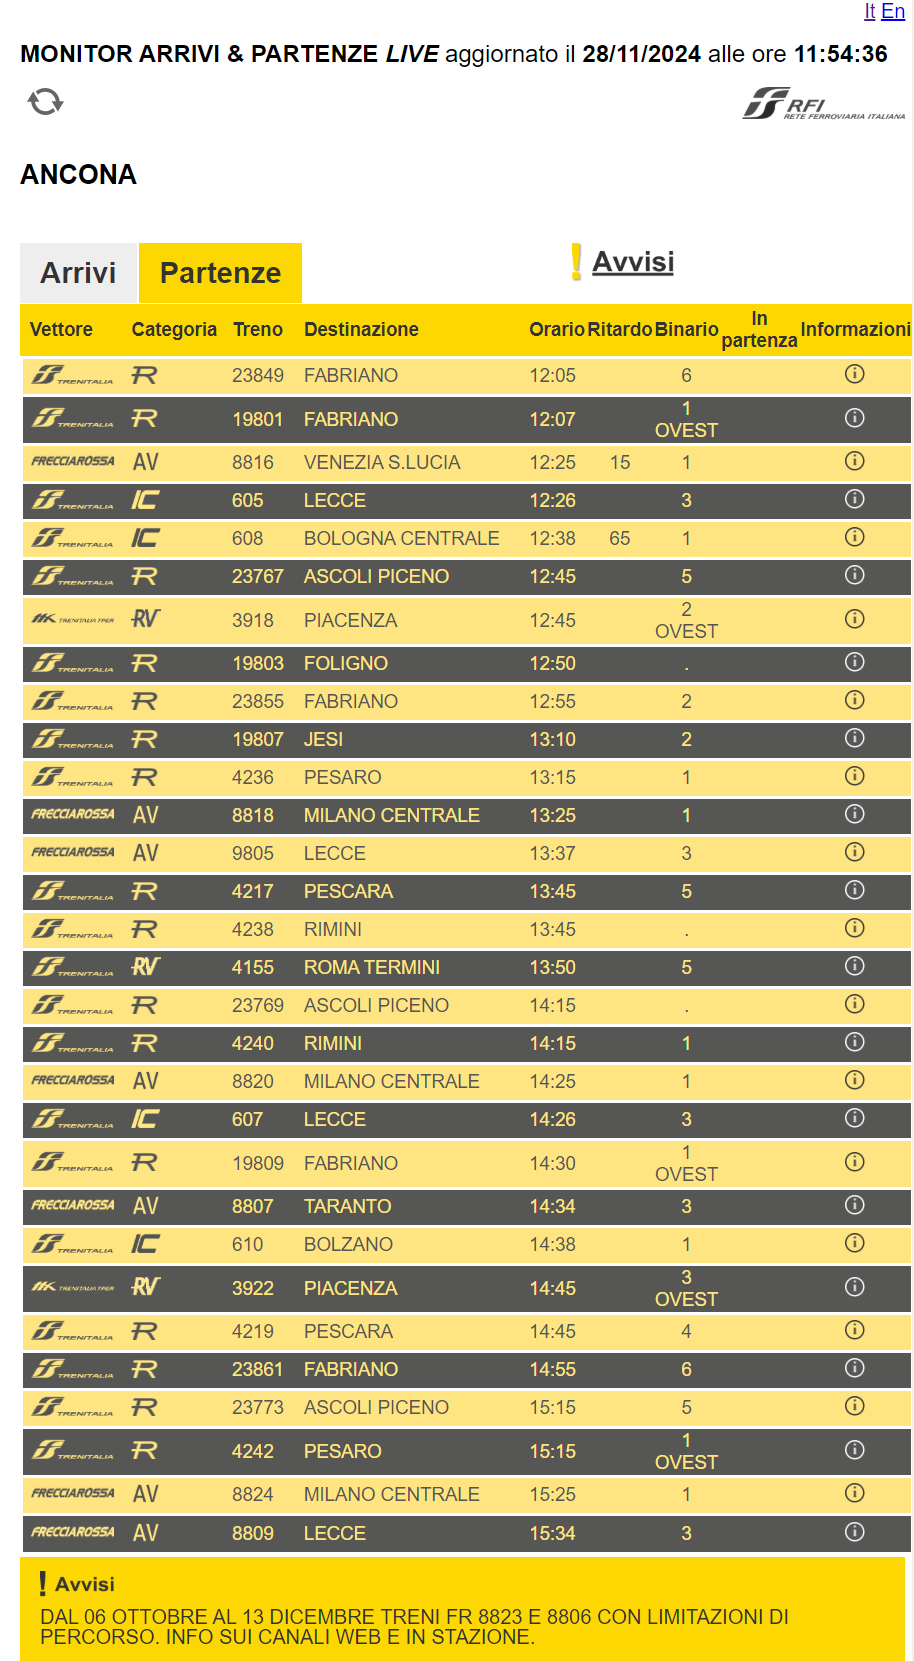 It En
MONITOR ARRIVI & PARTENZE LIVE aggiornato il 28/11/2024 alle ore 11:54:36
RFI
RETE FERROVIARIA ITALIANA
ANCONA
Arrivi Partenze ! Avvisi
Vettore Categoria Treno Destinazione Orario Ritardo Binario In partenza Informazioni
TRENITALIA R 23849 FABRIANO 12:05 6
TRENITALIA R 19801 FABRIANO 12:07 1 OVEST
FRECCIAROSSA AV 8816 VENEZIA S.LUCIA 12:25 15 1
TRENITALIA IC 605 LECCE 12:26 3
TRENITALIA IC 608 BOLOGNA CENTRALE 12:38 65 1
TRENITALIA R 23767 ASCOLI PICENO 12:45 5
TRENITALIA TPER RV 3918 PIACENZA 12:45 2 OVEST
TRENITALIA R 19803 FOLIGNO 12:50 .
TRENITALIA R 23855 FABRIANO 12:55 2
TRENITALIA R 19807 JESI 13:10 2
TRENITALIA R 4236 PESARO 13:15 1
FRECCIAROSSA AV 8818 MILANO CENTRALE 13:25 1
FRECCIAROSSA AV 9805 LECCE 13:37 3
TRENITALIA R 4217 PESCARA 13:45 5
TRENITALIA R 4238 RIMINI 13:45 .
TRENITALIA RV 4155 ROMA TERMINI 13:50 5
TRENITALIA R 23769 ASCOLI PICENO 14:15 .
TRENITALIA R 4240 RIMINI 14:15 1
FRECCIAROSSA AV 8820 MILANO CENTRALE 14:25 1
TRENITALIA IC 607 LECCE 14:26 3
TRENITALIA R 19809 FABRIANO 14:30 1 OVEST
FRECCIAROSSA AV 8807 TARANTO 14:34 3
TRENITALIA IC 610 BOLZANO 14:38 1
TRENITALIA TPER RV 3922 PIACENZA 14:45 3 OVEST
TRENITALIA R 4219 PESCARA 14:45 4
TRENITALIA R 23861 FABRIANO 14:55 6
TRENITALIA R 23773 ASCOLI PICENO 15:15 5
TRENITALIA R 4242 PESARO 15:15 1 OVEST
FRECCIAROSSA AV 8824 MILANO CENTRALE 15:25 1
FRECCIAROSSA AV 8809 LECCE 15:34 3
! Avvisi
DAL 06 OTTOBRE AL 13 DICEMBRE TRENI FR 8823 E 8806 CON LIMITAZIONI DI
PERCORSO. INFO SUI CANALI WEB E IN STAZIONE.